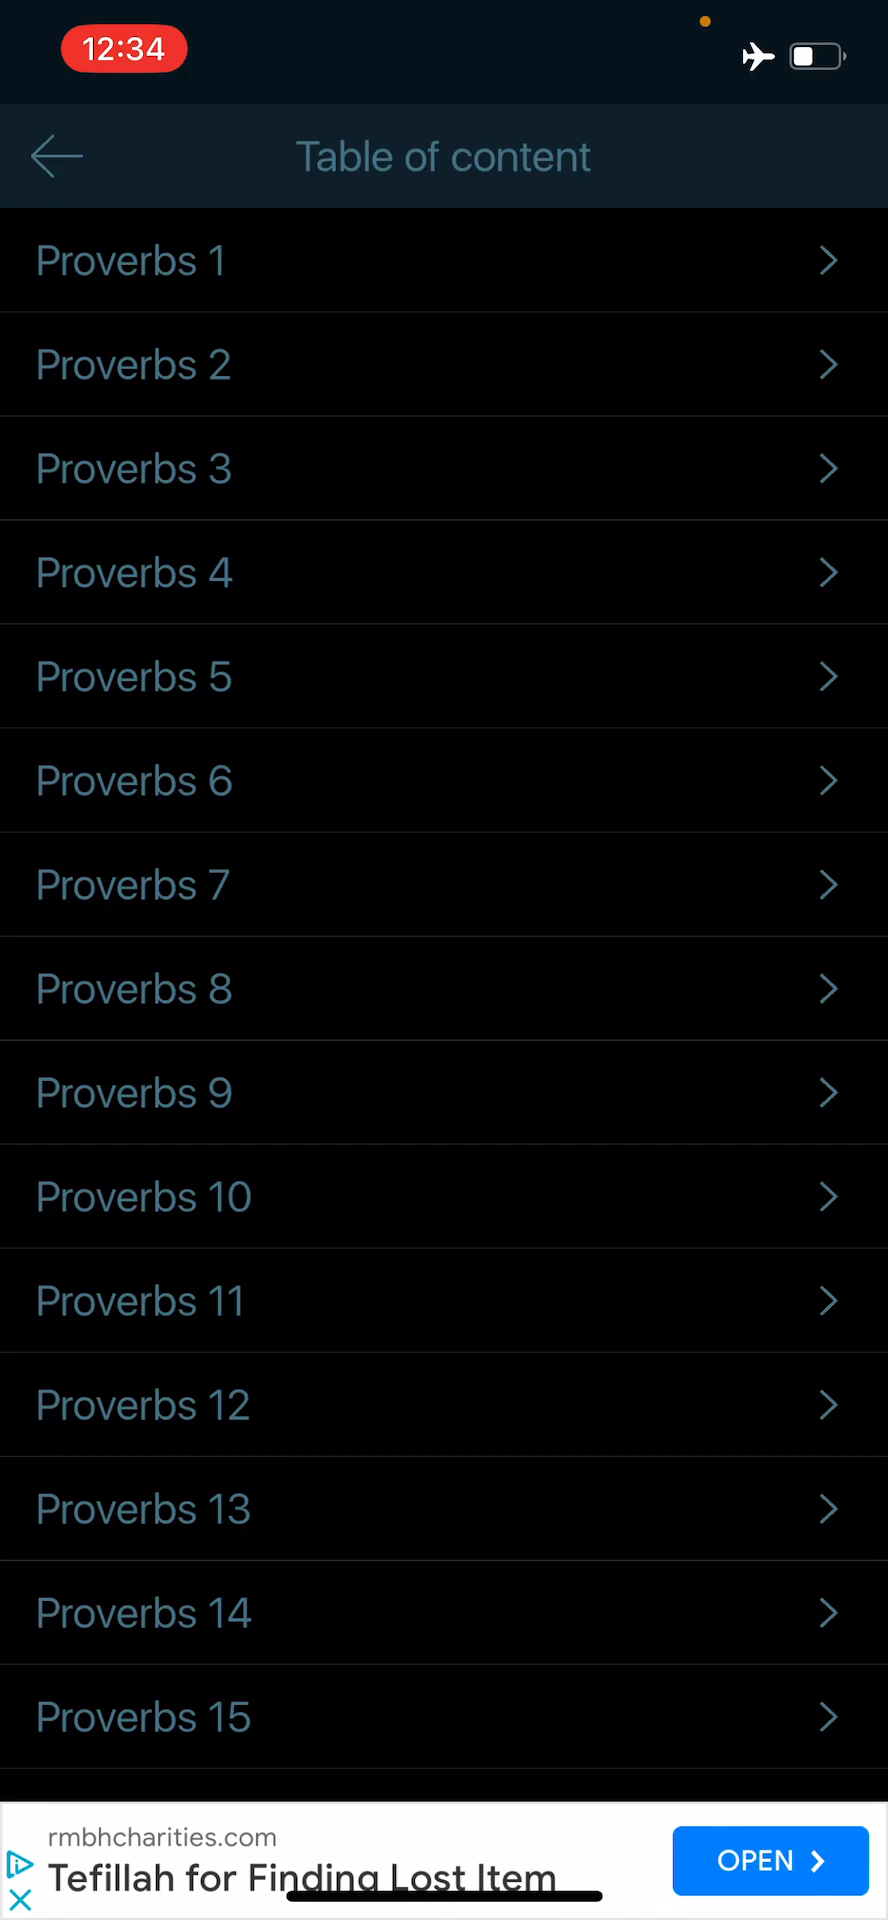 12:34
Table of content
Proverbs 1
Proverbs 2
Proverbs 3
Proverbs 4
Proverbs 5
Proverbs 6
Proverbs 7
Proverbs 8
Proverbs 9
Proverbs 10
Proverbs 11
Proverbs 12
Proverbs 13
Proverbs 14
Proverbs 15
rmbhcharities.com
Tefillah for Finding Lost Item
OPEN